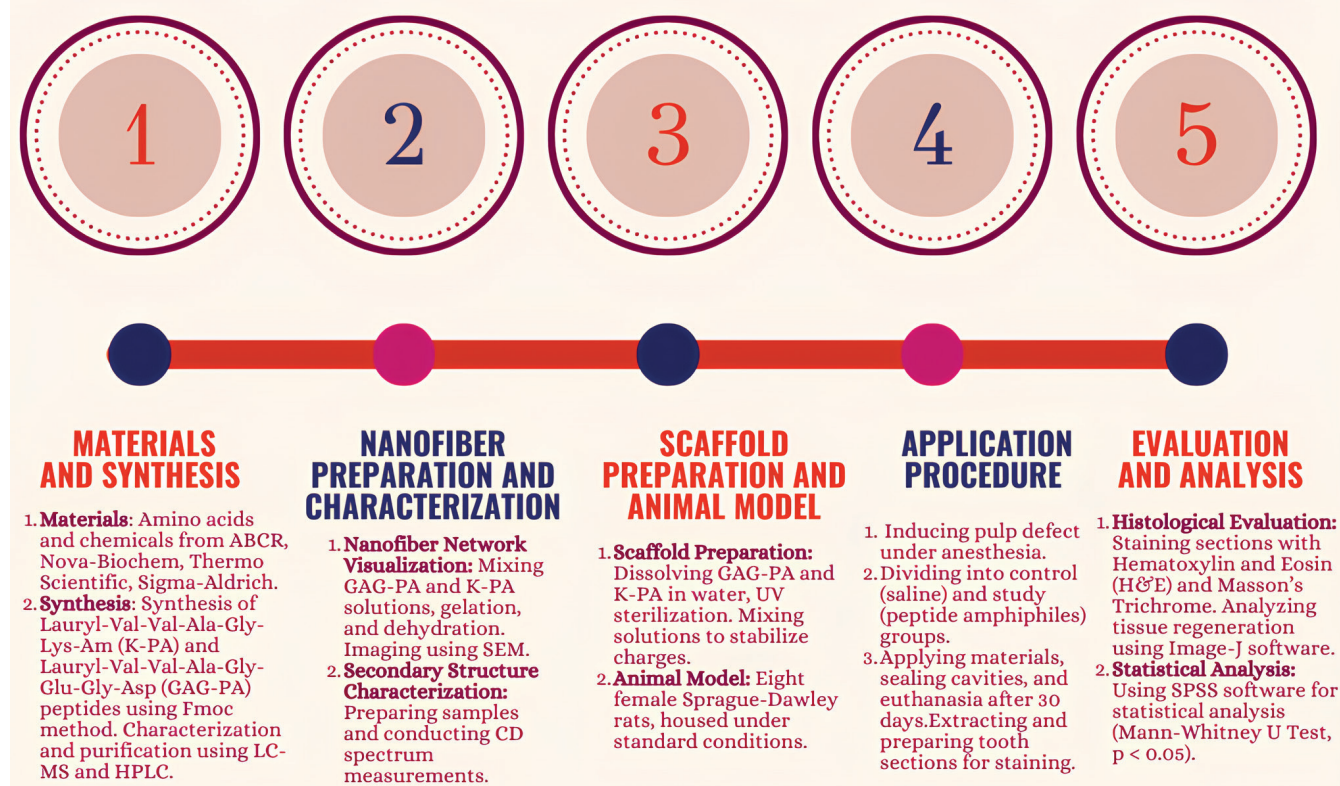 1
2
3
4
5
MATERIALS
AND SYNTHESIS
1. Materials: Amino acids
and chemicals from ABCR,
Nova-Biochem, Thermo
Scientific, Sigma-Aldrich.
2. Synthesis: Synthesis of
Lauryl-Val-Val-Ala-Gly-
Lys-Am (K-PA) and
Lauryl-Val-Val-Ala-Gly-
Glu-Gly-Asp (GAG-PA)
peptides using Fmoc
method. Characterization
and purification using LC-
MS and HPLC.
NANOFIBER
PREPARATION AND
CHARACTERIZATION
1. Nanofiber Network
Visualization: Mixing
GAG-PA and K-PA
solutions, gelation,
and dehydration.
Imaging using SEM.
2. Secondary Structure
Characterization:
Preparing samples
and conducting CD
spectrum
measurements.
SCAFFOLD
PREPARATION AND
ANIMAL MODEL
1. Scaffold Preparation:
Dissolving GAG-PA and
K-PA in water, UV
sterilization. Mixing
solutions to stabilize
charges.
2. Animal Model: Eight
female Sprague-Dawley
rats, housed under
standard conditions.
APPLICATION
PROCEDURE
1. Inducing pulp defect
under anesthesia.
2. Dividing into control
(saline) and study
(peptide amphiphiles)
groups.
3. Applying materials,
sealing cavities, and
euthanasia after 30
days.Extracting and
preparing tooth
sections for staining.
EVALUATION
AND ANALYSIS
1. Histological Evaluation:
Staining sections with
Hematoxylin and Eosin
(H&E) and Masson's
Trichrome. Analyzing
tissue regeneration
using Image-J software.
2. Statistical Analysis:
Using SPSS software for
statistical analysis
(Mann-Whitney U Test,
p < 0.05).